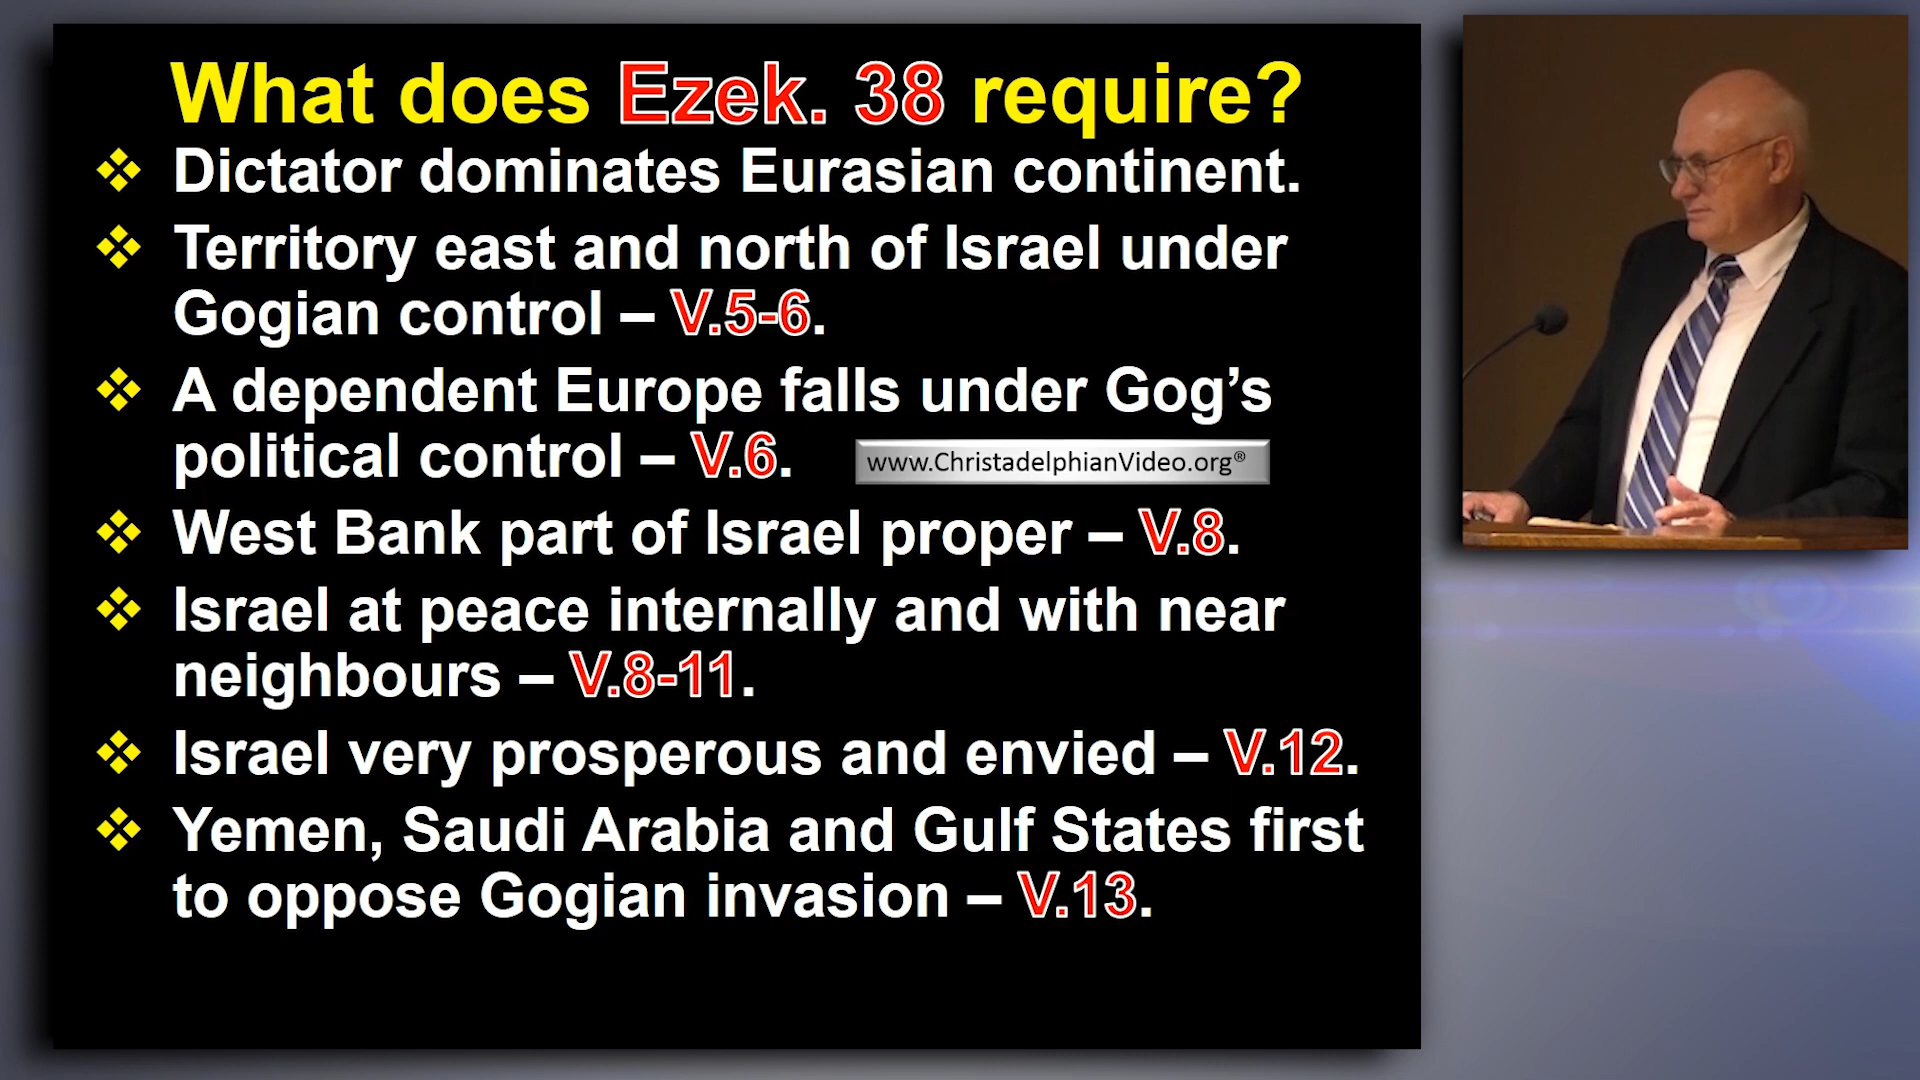 What does Ezek. 38 require?
❖ Dictator dominates Eurasian continent.
❖ Territory east and north of Israel under
Gogian control – V.5-6.
❖ A dependent Europe falls under Gog’s
political control – V.6.
www.ChristadelphianVideo.org®
❖ West Bank part of Israel proper – V.8.
❖ Israel at peace internally and with near
neighbours – V.8-11.
❖ Israel very prosperous and envied – V.12.
❖ Yemen, Saudi Arabia and Gulf States first
to oppose Gogian invasion – V.13.